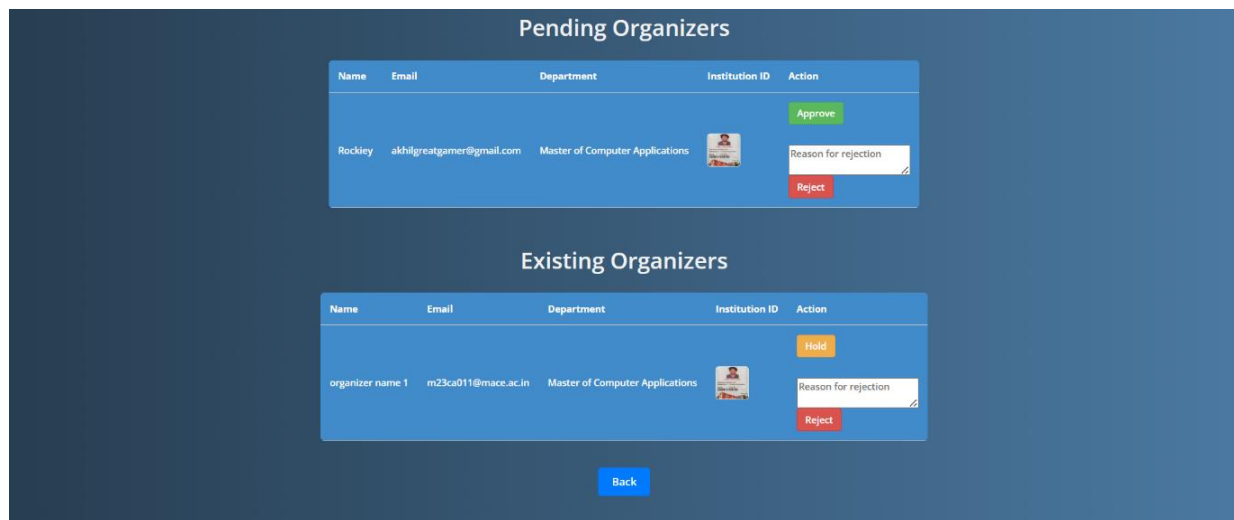 Pending Organizers
Name Email Department Institution ID Action
Approve
Rockiey akhilgreatgamer@gmail.com Master of Computer Applications
Reason for rejection
Reject
Existing Organizers
Name Email Department Institution ID Action
Hold
organizer name 1 m23ca011@mace.ac.in Master of Computer Applications
Reason for rejection
Reject
Back